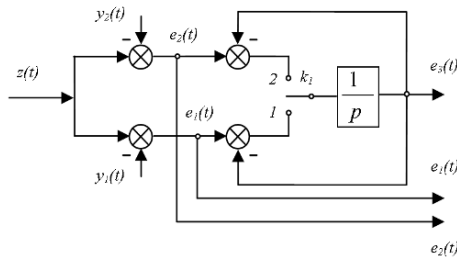 y₂(t)
e₂(t)
z(t)
2
k₁
1
1
p
e₃(t)
e₁(t)
y₁(t)
e₁(t)
e₂(t)